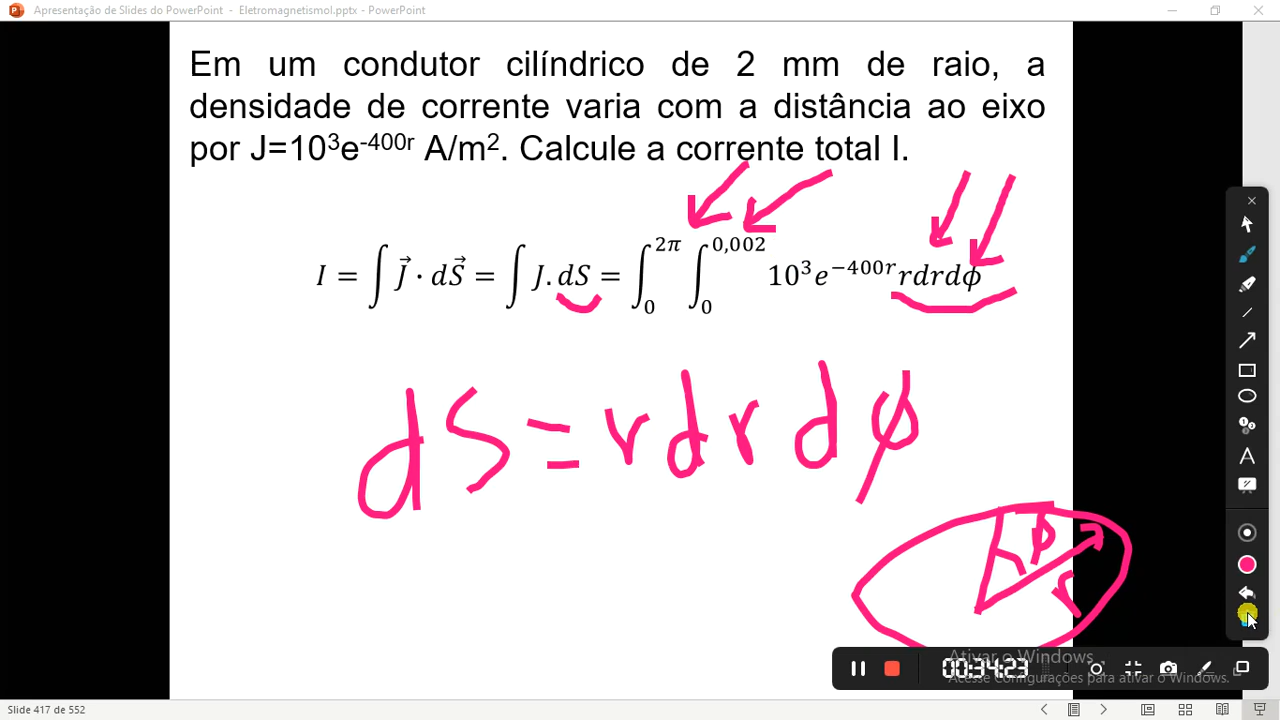 Apresentação de Slides do PowerPoint - Eletromagnetismol.pptx - PowerPoint
Em um condutor cilíndrico de 2 mm de raio, a
densidade de corrente varia com a distância ao eixo
por J=10³e⁻⁴⁰⁰ʳ A/m². Calcule a corrente total I.
I = ∫ J⃗ · dS⃗ = ∫ J. dS = ∫₀^{2π} ∫₀^{0,002} 10³e^{−400r} rdrdϕ
dS = rdrdϕ
ϕ
r
A
Ativar o Windows
00:34:23
Acesse Configurações para ativar o Windows.
Slide 417 de 552